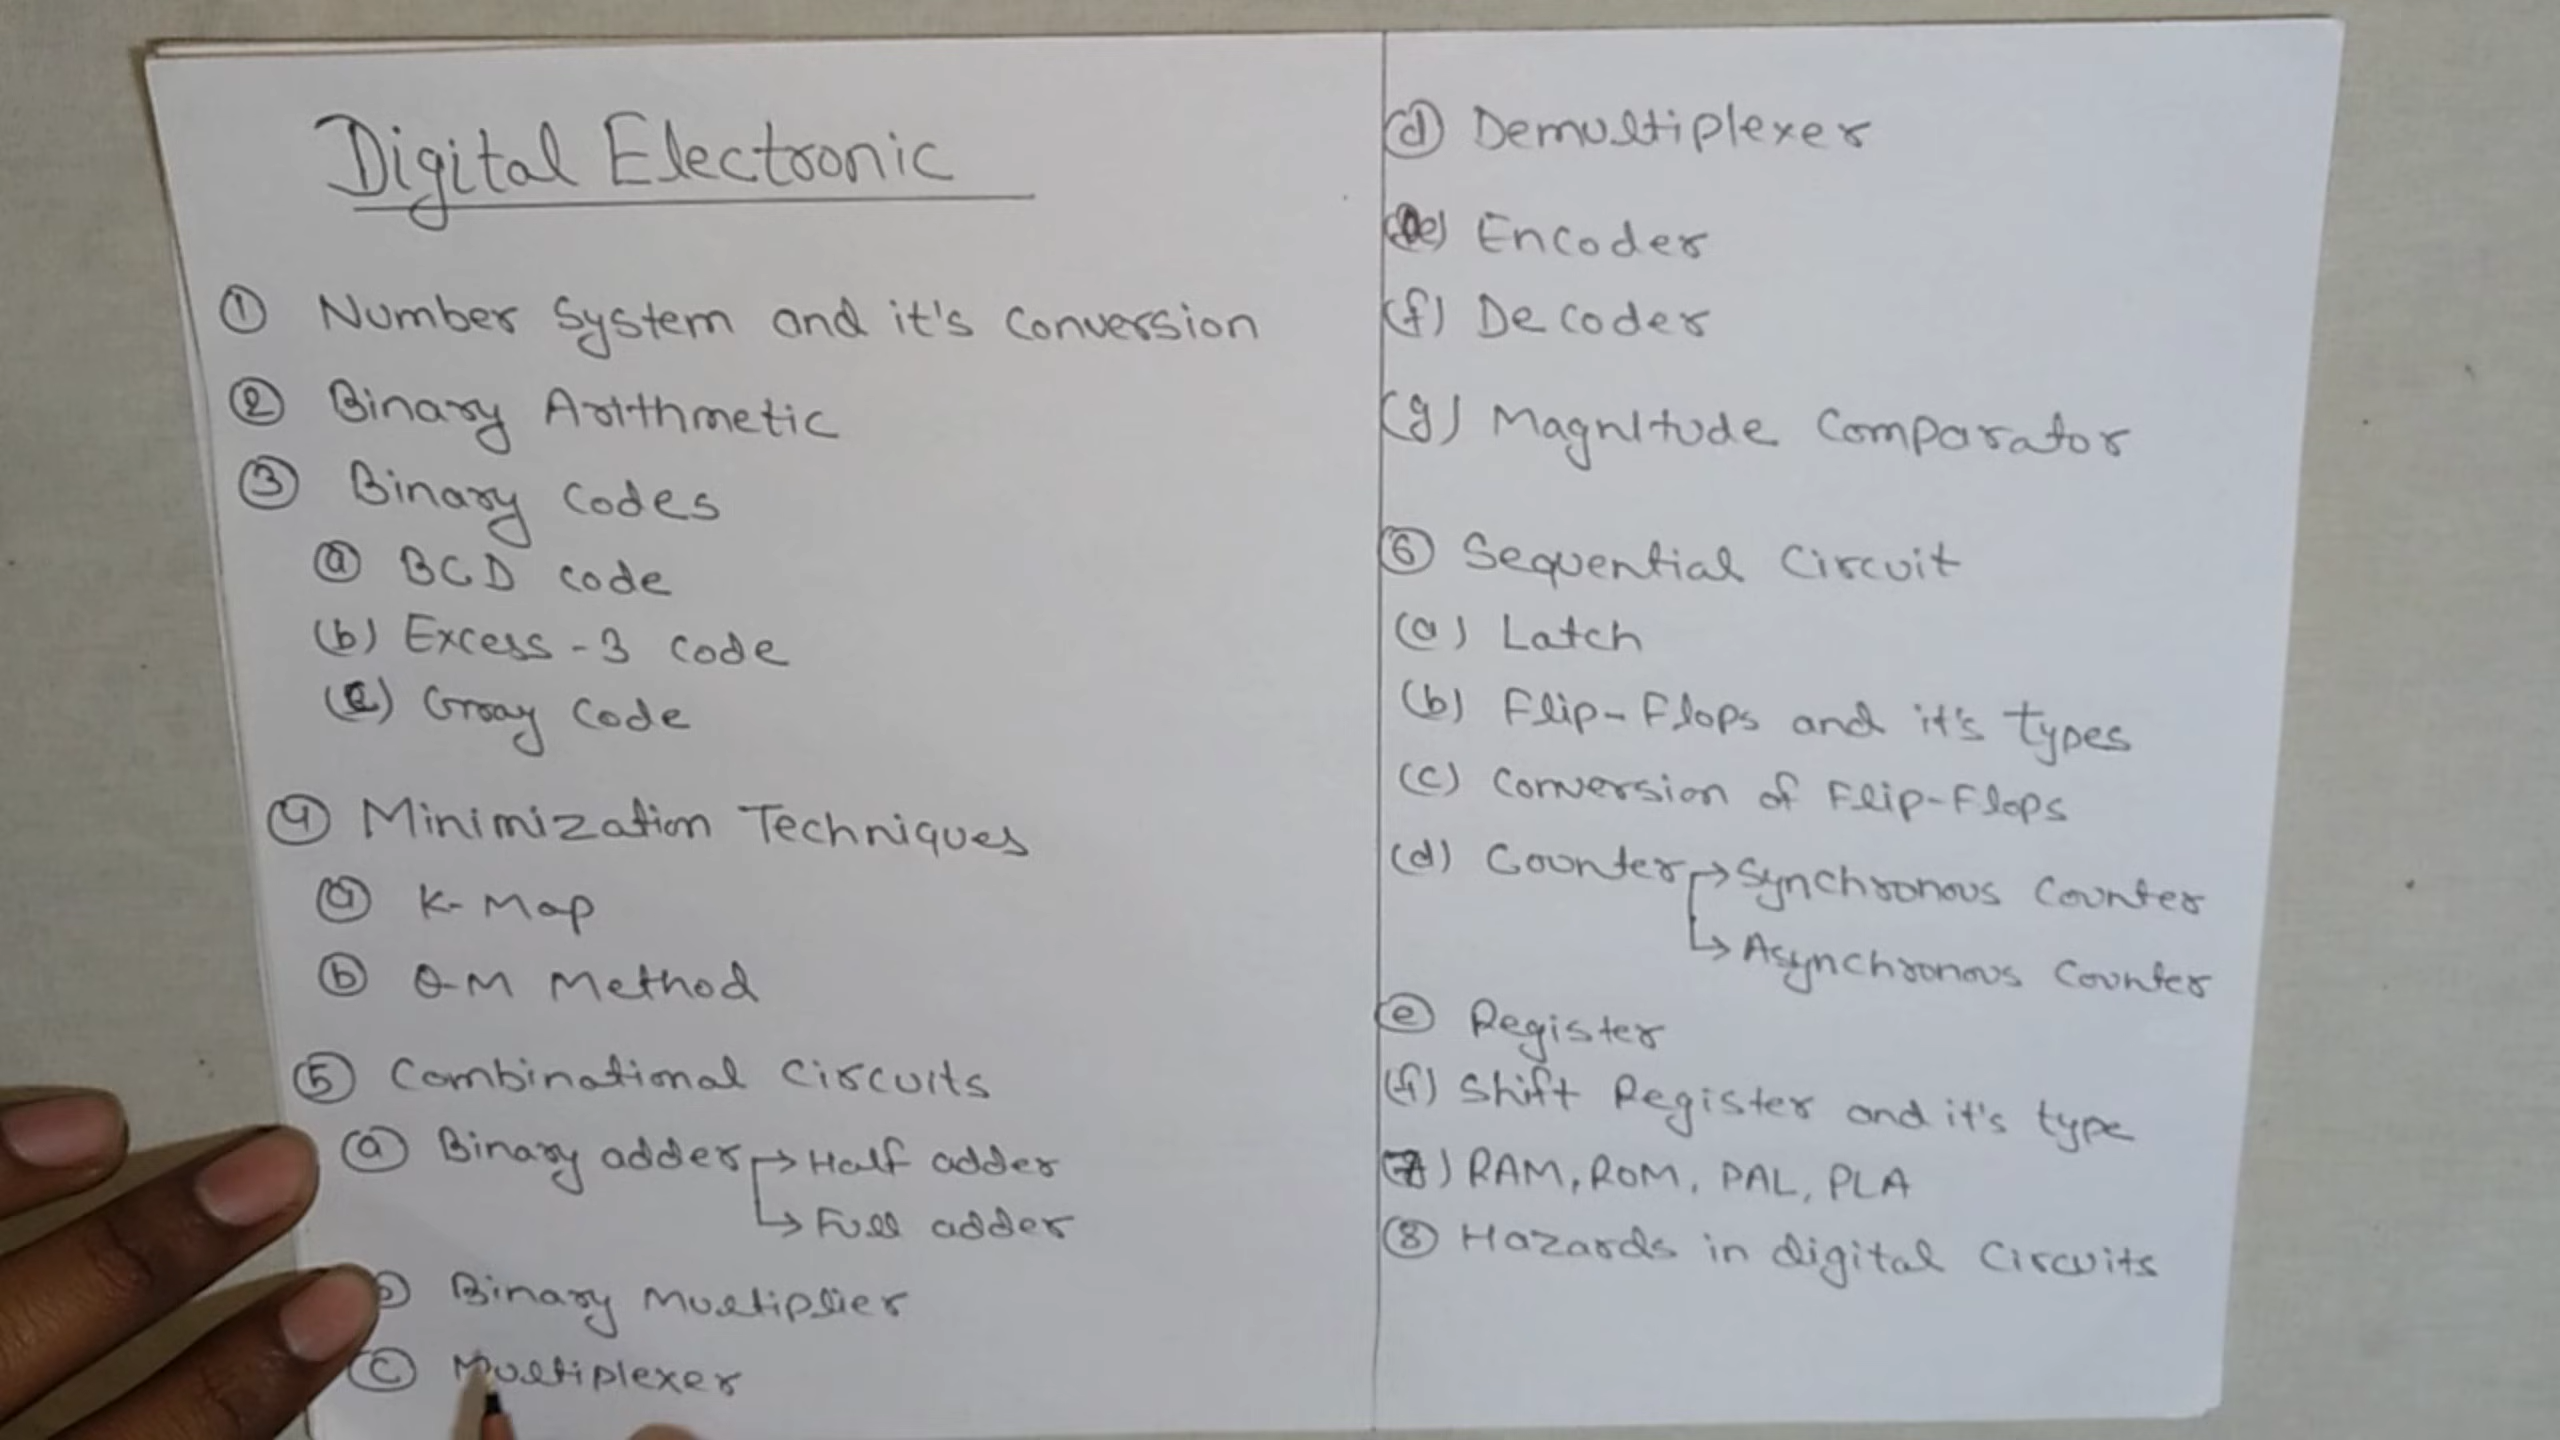 Digital Electronic
① Number System and it's Conversion
② Binary Arithmetic
③ Binary Codes
ⓐ BCD code
(b) Excess-3 code
(c) Gray Code
④ Minimization Techniques
ⓐ K-Map
ⓑ Q-M Method
⑤ Combinational Circuits
ⓐ Binary adder → Half adder
→ Full adder
ⓑ Binary Multiplier
ⓒ Multiplexer
ⓓ Demultiplexer
(e) Encoder
(f) Decoder
(g) Magnitude Comparator
⑥ Sequential Circuit
(a) Latch
(b) Flip-Flops and it's types
(c) Conversion of Flip-Flops
(d) Counter → Synchronous Counter
→ Asynchronous Counter
ⓔ Register
(f) Shift Register and it's type
(7) RAM, ROM, PAL, PLA
⑧ Hazards in digital Circuits